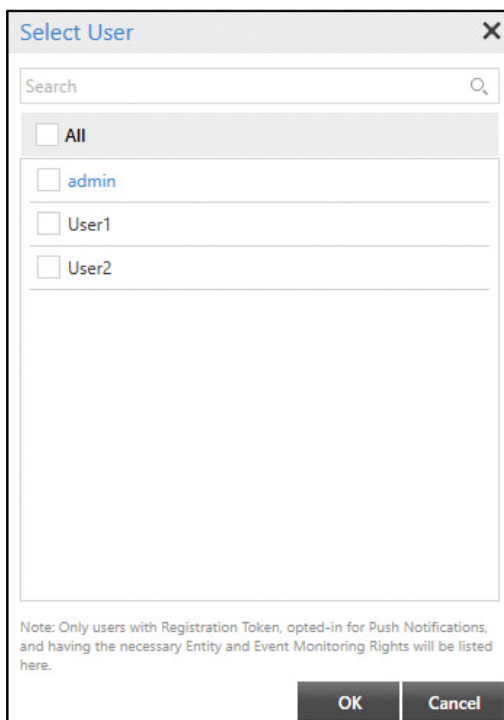 Select User
Search
All
admin
User1
User2
Note: Only users with Registration Token, opted-in for Push Notifications,
and having the necessary Entity and Event Monitoring Rights will be listed
here.
OK Cancel